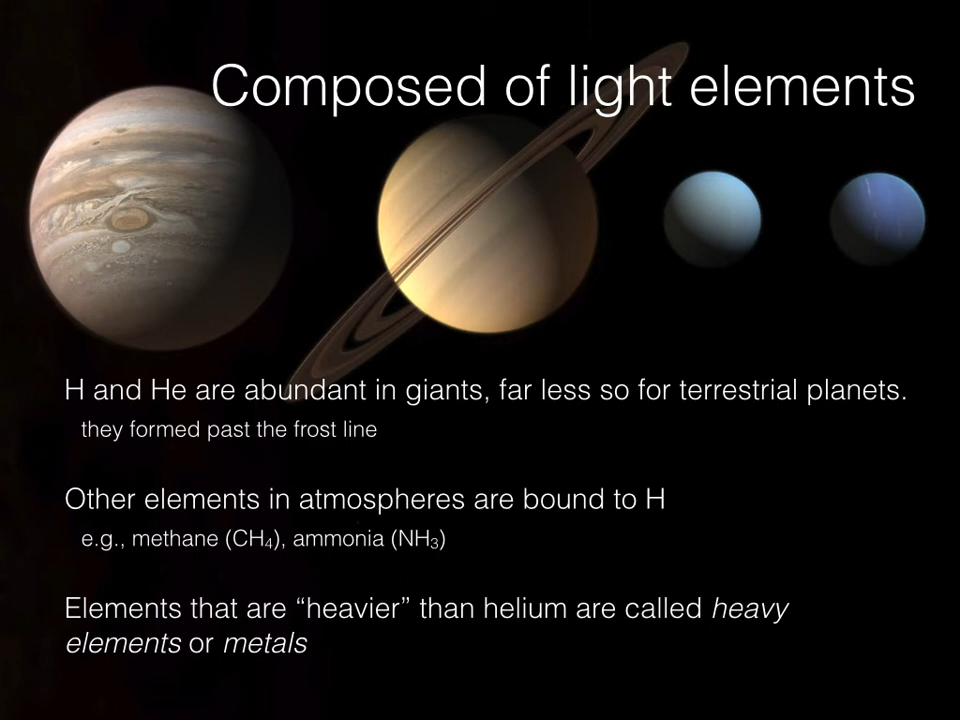 Composed of light elements
H and He are abundant in giants, far less so for terrestrial planets.
they formed past the frost line
Other elements in atmospheres are bound to H
e.g., methane (CH₄), ammonia (NH₃)
Elements that are “heavier” than helium are called heavy
elements or metals